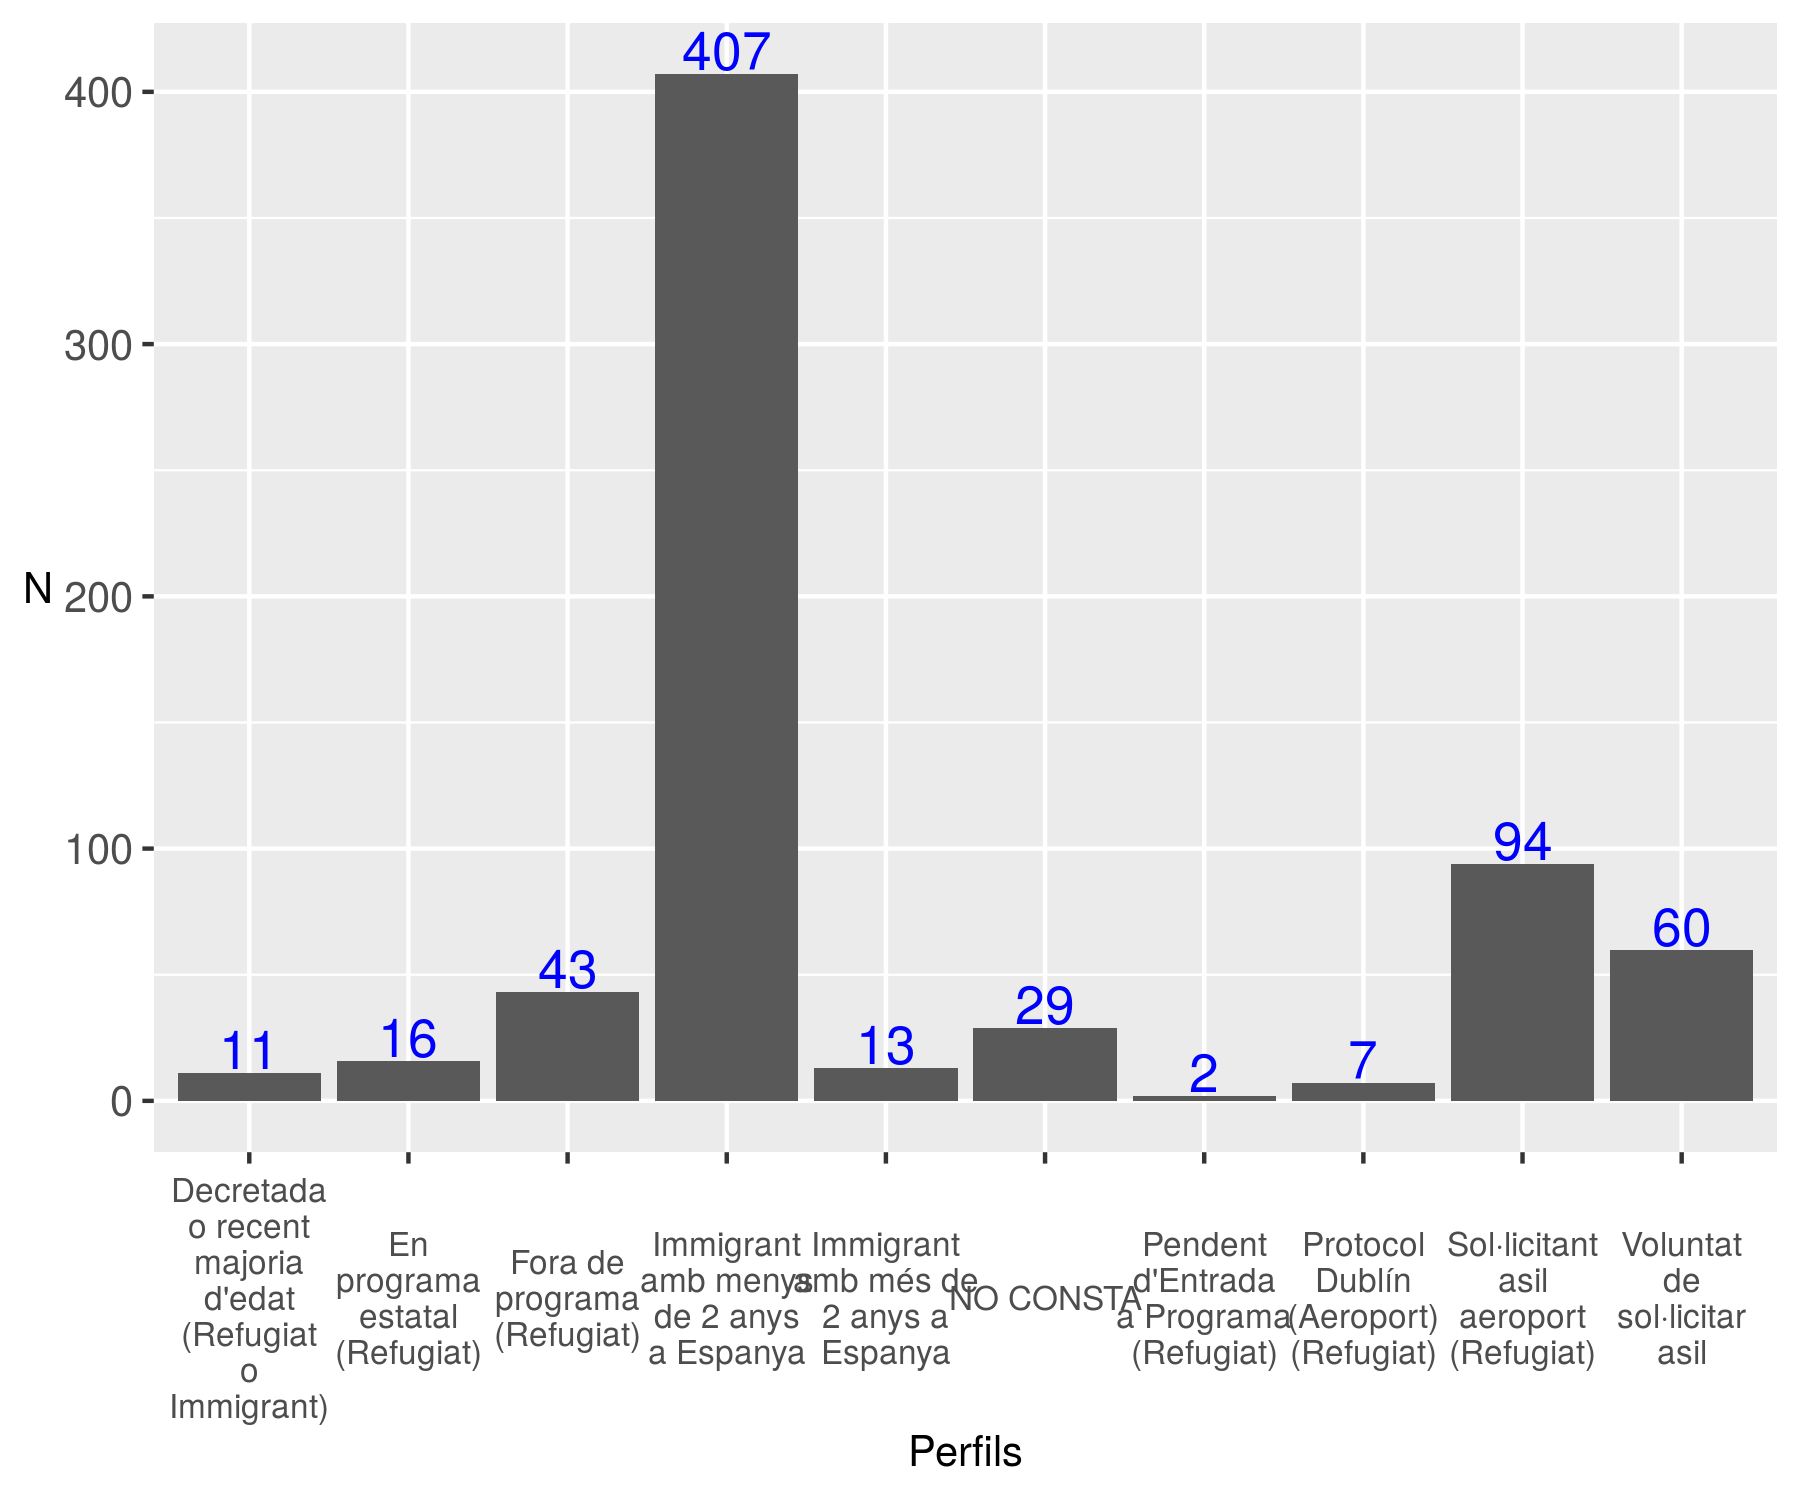 N
400
300
200
100
0
11
16
43
407
13
29
2
7
94
60
Decretada
o recent
majoria
d'edat
(Refugiat
o
Immigrant)
En
programa
estatal
(Refugiat)
Fora de
programa
(Refugiat)
Immigrant
amb menys
de 2 anys
a Espanya
Immigrant
amb més de
2 anys a
Espanya
NO CONSTA
Pendent
d'Entrada
a Programa
(Refugiat)
Protocol
Dublín
(Aeroport)
(Refugiat)
Sol·licitant
asil
aeroport
(Refugiat)
Voluntat
de
sol·licitar
asil
Perfils